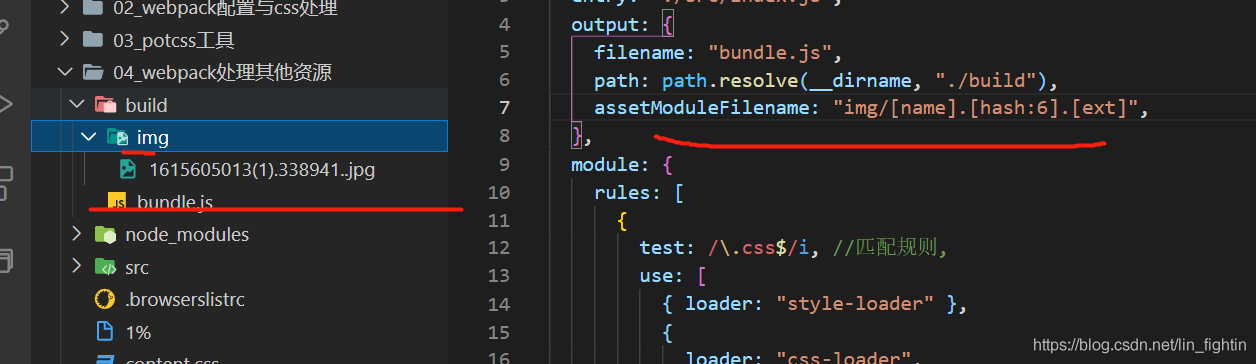 02_webpack配置与css处理
03_potcss工具
04_webpack处理其他资源
build
img
1615605013(1).338941..jpg
bundle.js
node_modules
src
.browserslistrc
1%
content.css
4 output: {
5 filename: "bundle.js",
6 path: path.resolve(__dirname, "./build"),
7 assetModuleFilename: "img/[name].[hash:6].[ext]",
8 },
9 module: {
10 rules: [
11 {
12 test: /\.css$/i, //匹配规则,
13 use: [
14 { loader: "style-loader" },
15 {
16 loader: "css-loader",
https://blog.csdn.net/lin_fightin